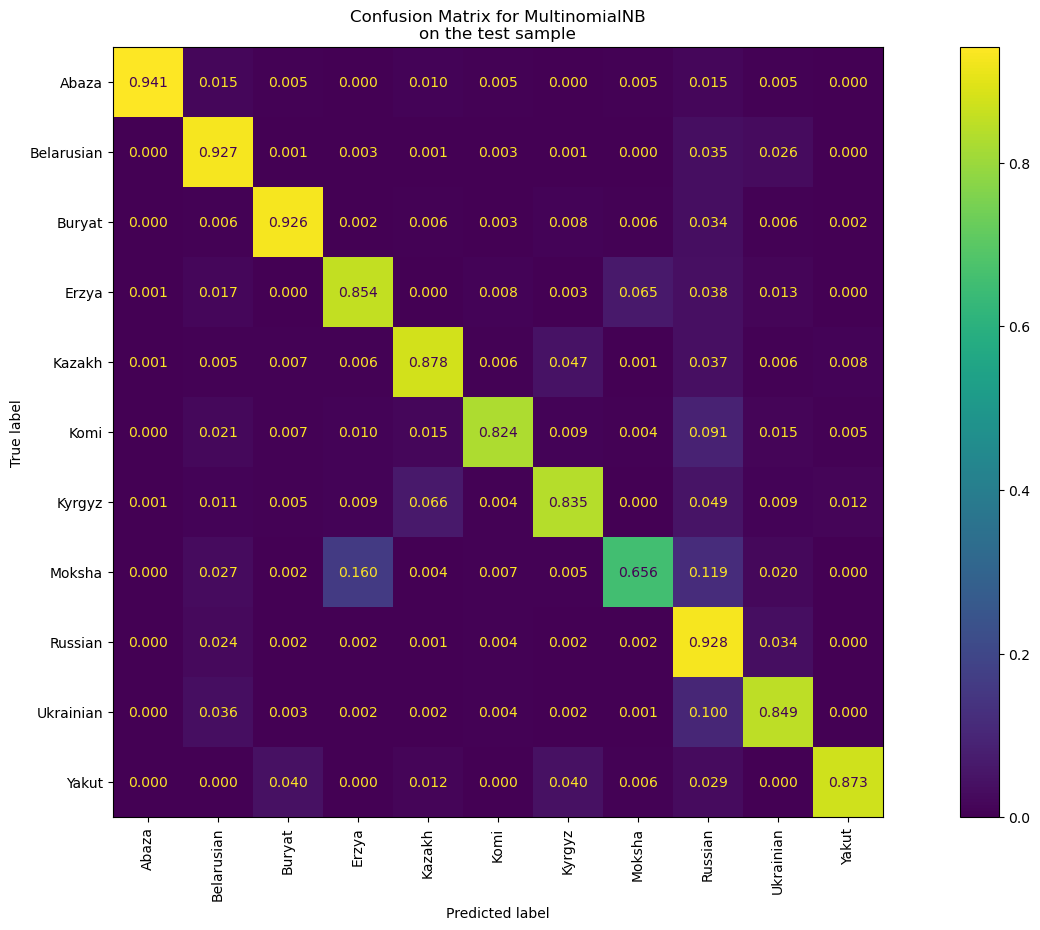 Confusion Matrix for MultinomialNB
on the test sample
Abaza 0.941 0.015 0.005 0.000 0.010 0.005 0.000 0.005 0.015 0.005 0.000
Belarusian 0.000 0.927 0.001 0.003 0.001 0.003 0.001 0.000 0.035 0.026 0.000
Buryat 0.000 0.006 0.926 0.002 0.006 0.003 0.008 0.006 0.034 0.006 0.002
Erzya 0.001 0.017 0.000 0.854 0.000 0.008 0.003 0.065 0.038 0.013 0.000
Kazakh 0.001 0.005 0.007 0.006 0.878 0.006 0.047 0.001 0.037 0.006 0.008
Komi 0.000 0.021 0.007 0.010 0.015 0.824 0.009 0.004 0.091 0.015 0.005
Kyrgyz 0.001 0.011 0.005 0.009 0.066 0.004 0.835 0.000 0.049 0.009 0.012
Moksha 0.000 0.027 0.002 0.160 0.004 0.007 0.005 0.656 0.119 0.020 0.000
Russian 0.000 0.024 0.002 0.002 0.001 0.004 0.002 0.002 0.928 0.034 0.000
Ukrainian 0.000 0.036 0.003 0.002 0.002 0.004 0.002 0.001 0.100 0.849 0.000
Yakut 0.000 0.000 0.040 0.000 0.012 0.000 0.040 0.006 0.029 0.000 0.873
True label
Abaza Belarusian Buryat Erzya Kazakh Komi Kyrgyz Moksha Russian Ukrainian Yakut
Predicted label
0.8
0.6
0.4
0.2
0.0